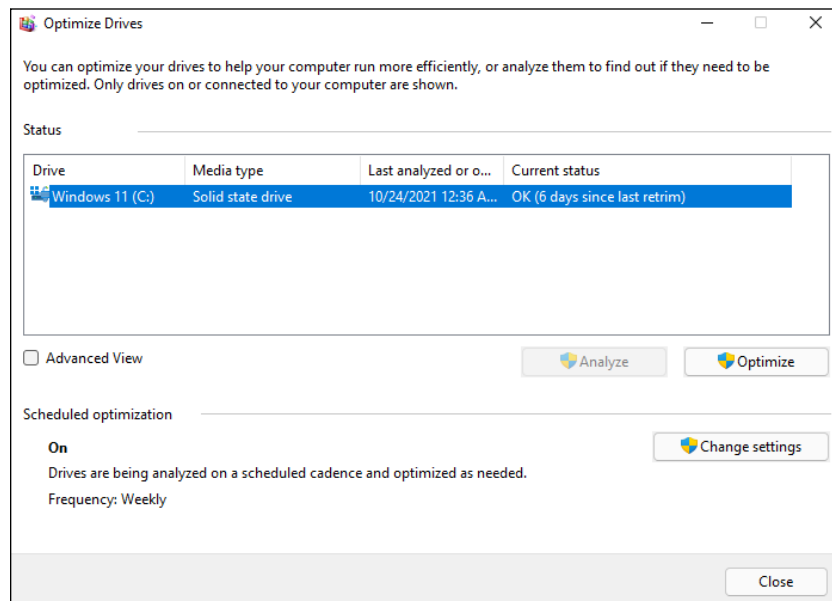 Optimize Drives
You can optimize your drives to help your computer run more efficiently, or analyze them to find out if they need to be
optimized. Only drives on or connected to your computer are shown.
Status
Drive Media type Last analyzed or o... Current status
Windows 11 (C:) Solid state drive 10/24/2021 12:36 A... OK (6 days since last retrim)
Advanced View Analyze Optimize
Scheduled optimization
On Change settings
Drives are being analyzed on a scheduled cadence and optimized as needed.
Frequency: Weekly
Close